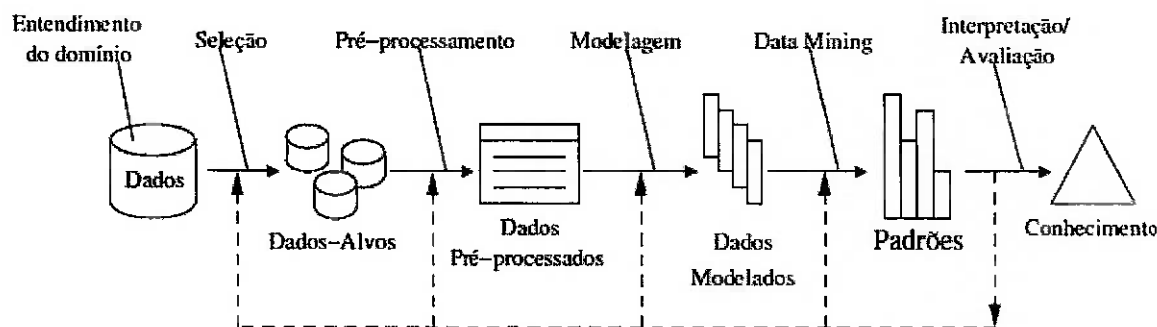 Entendimento
do domínio
Seleção
Pré-processamento
Modelagem
Data Mining
Interpretação/
Avaliação
Dados
Dados-Alvos
Dados
Pré-processados
Dados
Modelados
Padrões
Conhecimento